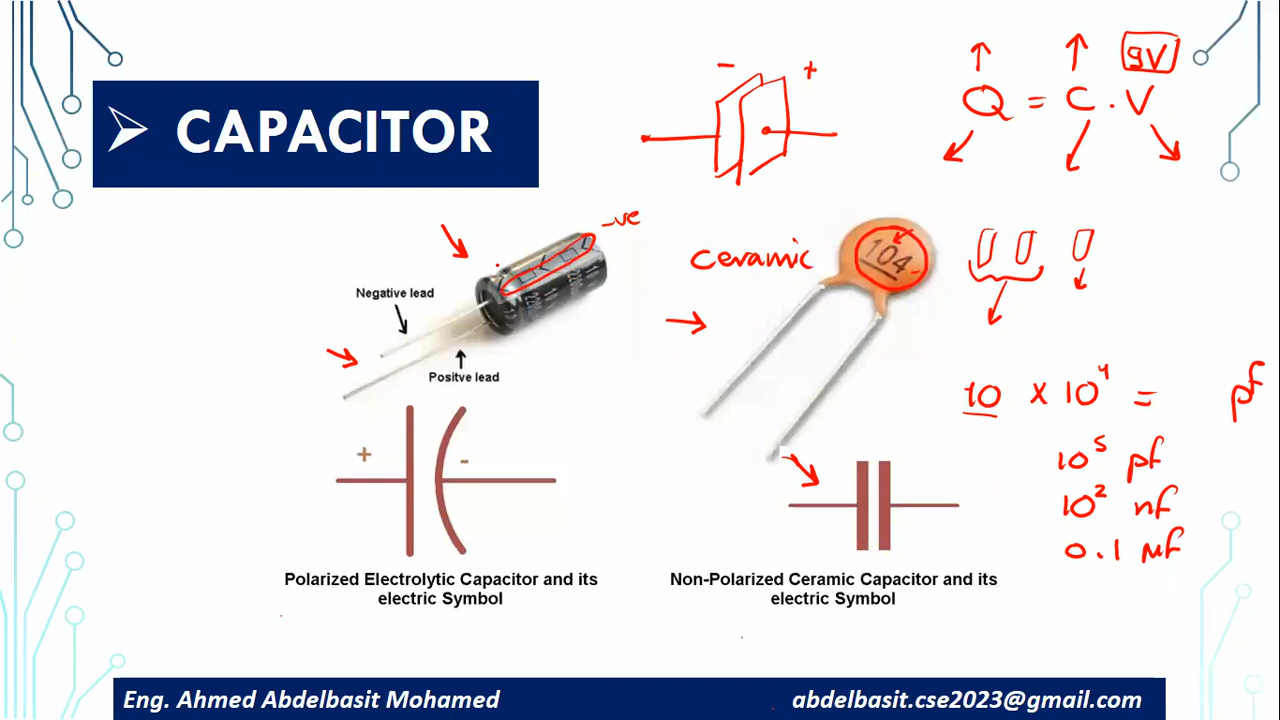 CAPACITOR
- +
9V
Q = C . V
-ve
ceramic
104
Negative lead
Positve lead
220
10 x 10⁴ = pf
10⁵ pf
10² nf
0.1 µf
+ -
Polarized Electrolytic Capacitor and its
electric Symbol
Non-Polarized Ceramic Capacitor and its
electric Symbol
Eng. Ahmed Abdelbasit Mohamed
abdelbasit.cse2023@gmail.com